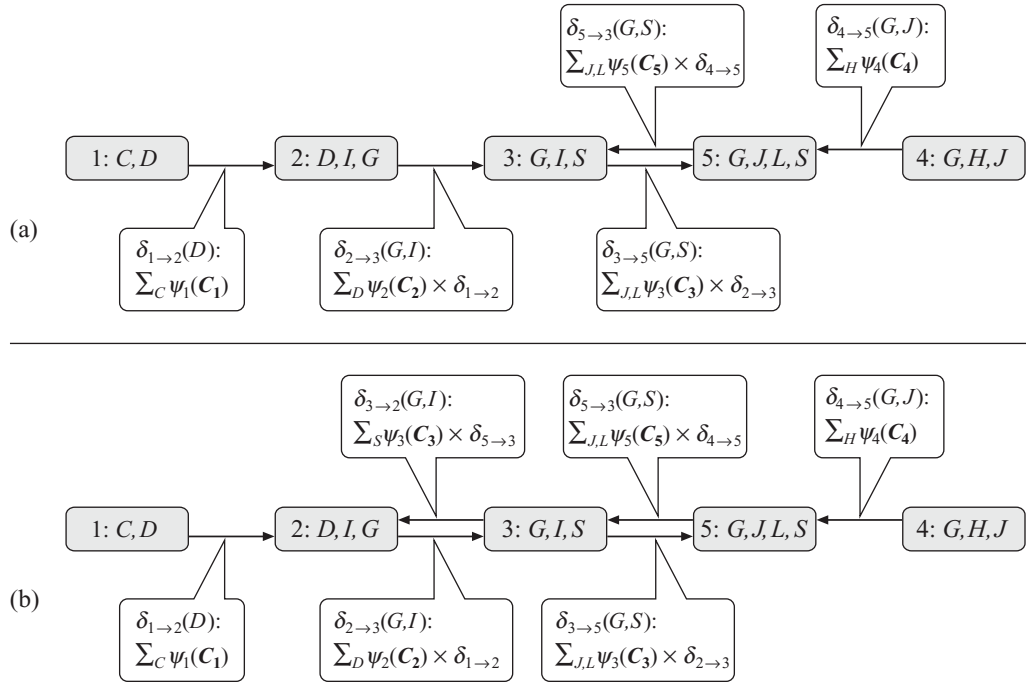 δ5→3(G,S): δ4→5(G,J):
∑J,L ψ5(C5) × δ4→5 ∑H ψ4(C4)
1: C,D 2: D,I,G 3: G,I,S 5: G,J,L,S 4: G,H,J
(a)
δ1→2(D): δ2→3(G,I): δ3→5(G,S):
∑C ψ1(C1) ∑D ψ2(C2) × δ1→2 ∑J,L ψ3(C3) × δ2→3
δ3→2(G,I): δ5→3(G,S): δ4→5(G,J):
∑S ψ3(C3) × δ5→3 ∑J,L ψ5(C5) × δ4→5 ∑H ψ4(C4)
1: C,D 2: D,I,G 3: G,I,S 5: G,J,L,S 4: G,H,J
(b)
δ1→2(D): δ2→3(G,I): δ3→5(G,S):
∑C ψ1(C1) ∑D ψ2(C2) × δ1→2 ∑J,L ψ3(C3) × δ2→3